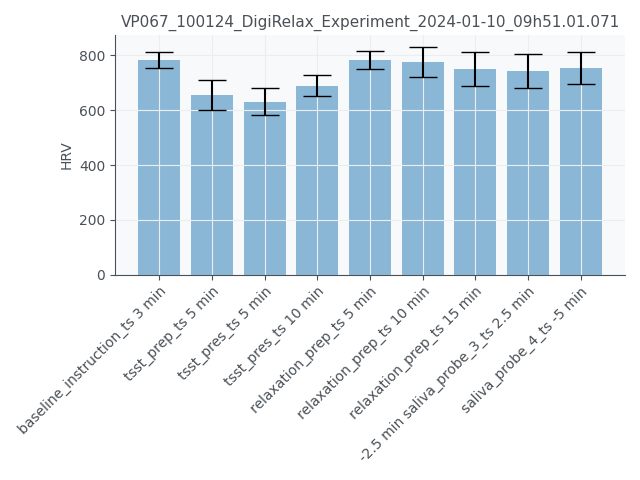 VP067_100124_DigiRelax_Experiment_2024-01-10_09h51.01.071
800
600
400
200
0
HRV
baseline_instruction_ts 3 min
tsst_prep_ts 5 min
tsst_pres_ts 5 min
tsst_pres_ts 10 min
relaxation_prep_ts 5 min
relaxation_prep_ts 10 min
relaxation_prep_ts 15 min
-2.5 min saliva_probe_3_ts 2.5 min
saliva_probe_4_ts -5 min